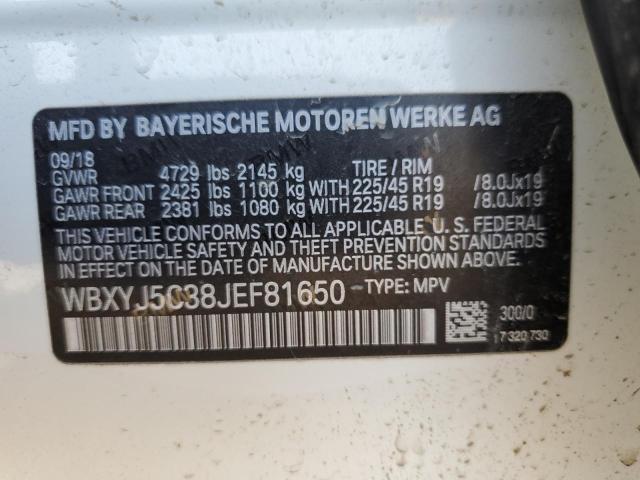 MFD BY BAYERISCHE MOTOREN WERKE AG
09/18
GVWR 4729 lbs 2145 kg TIRE / RIM
GAWR FRONT 2425 lbs 1100 kg WITH 225/45 R19 /8.0Jx19
GAWR REAR 2381 lbs 1080 kg WITH 225/45 R19 /8.0Jx19
THIS VEHICLE CONFORMS TO ALL APPLICABLE U. S. FEDERAL
MOTOR VEHICLE SAFETY AND THEFT PREVENTION STANDARDS
IN EFFECT ON THE DATE OF MANUFACTURE SHOWN ABOVE.
WBXYJ5C38JEF81650 TYPE: MPV
300/0
7 320 730